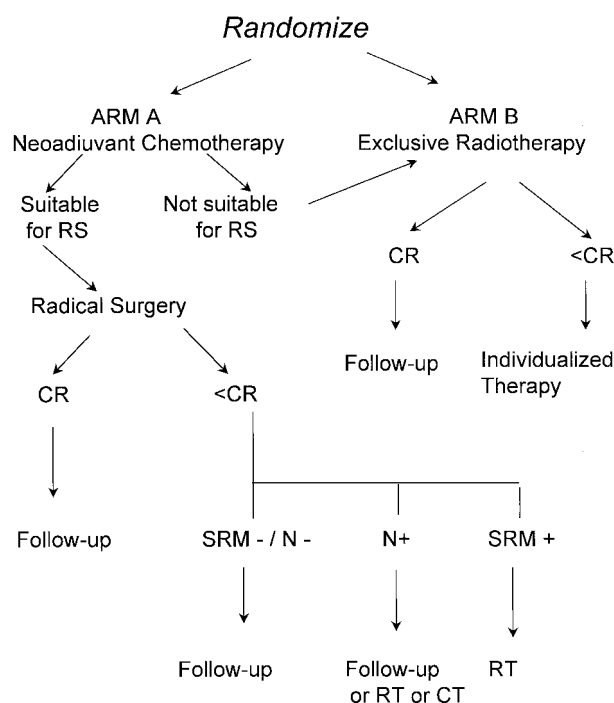 Randomize
ARM A
Neoadiuvant Chemotherapy
ARM B
Exclusive Radiotherapy
Suitable
for RS
Not suitable
for RS
CR
<CR
Radical Surgery
Follow-up
Individualized
Therapy
CR
<CR
Follow-up
SRM - / N -
N+
SRM +
Follow-up
Follow-up
or RT or CT
RT